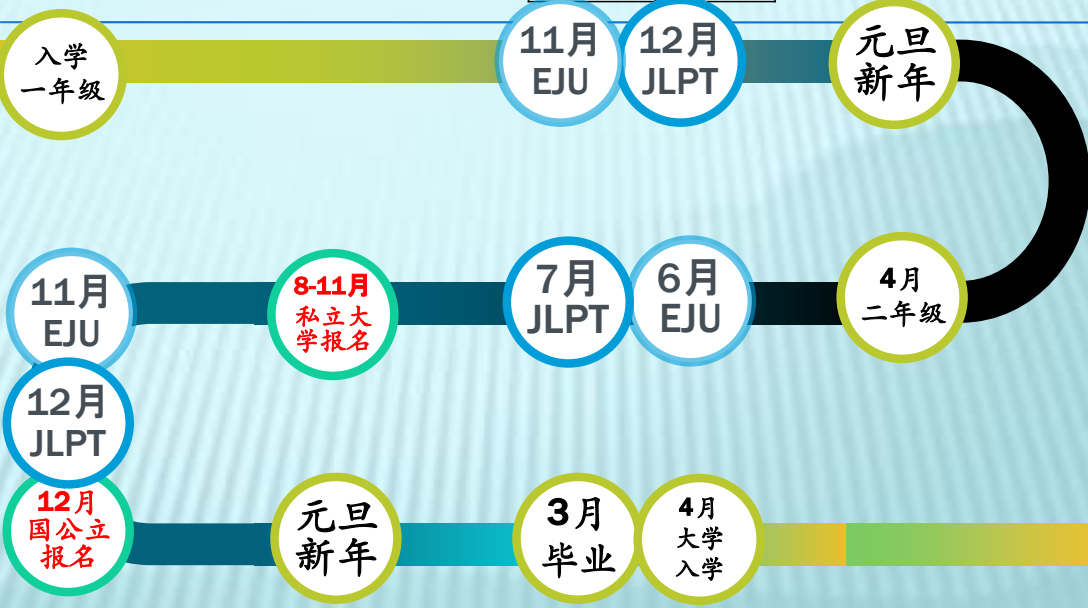 入学
一年级
11月
EJU
12月
JLPT
元旦
新年
4月
二年级
6月
EJU
7月
JLPT
8-11月
私立大
学报名
11月
EJU
12月
JLPT
12月
国公立
报名
元旦
新年
3月
毕业
4月
大学
入学